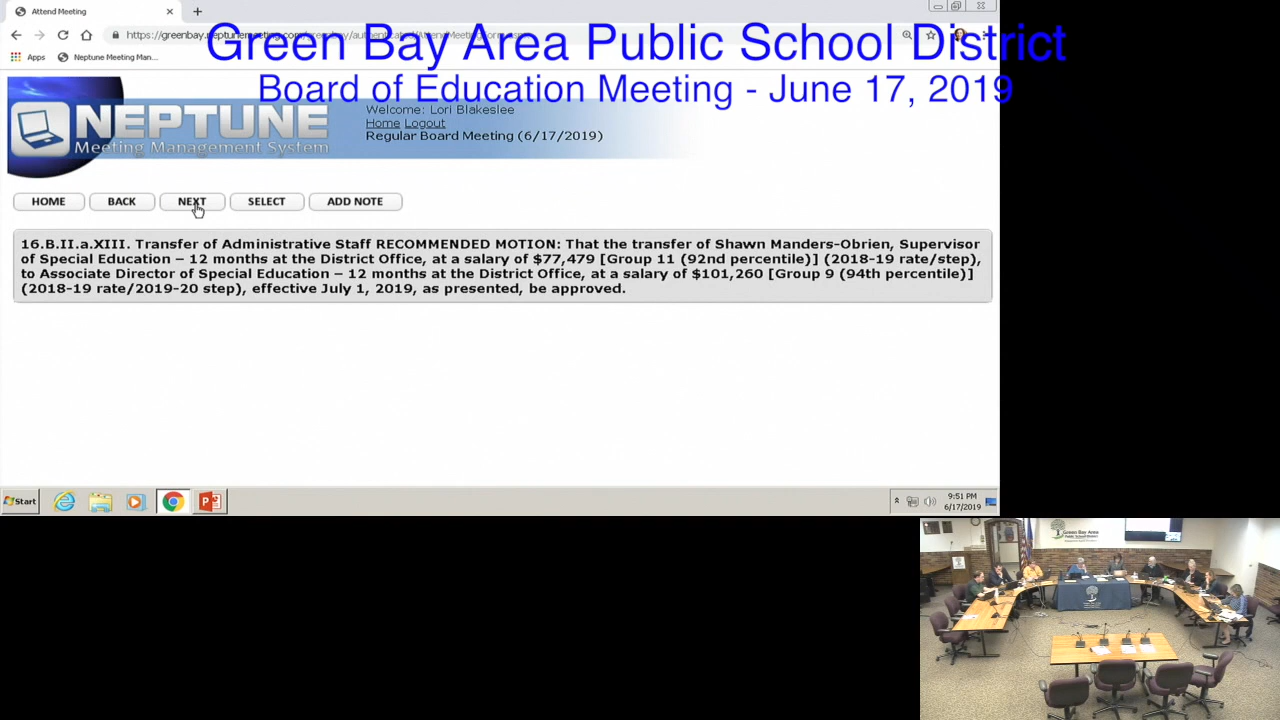 Attend Meeting
Green Bay Area Public School District
Apps
Neptune Meeting Man...
Board of Education Meeting - June 17, 2019
NEPTUNE
Meeting Management System
Welcome: Lori Blakeslee
Home Logout
Regular Board Meeting (6/17/2019)
HOME
BACK
NEXT
SELECT
ADD NOTE
16.B.II.a.XIII. Transfer of Administrative Staff RECOMMENDED MOTION: That the transfer of Shawn Manders-Obrien, Supervisor
of Special Education – 12 months at the District Office, at a salary of $77,479 [Group 11 (92nd percentile)] (2018-19 rate/step),
to Associate Director of Special Education – 12 months at the District Office, at a salary of $101,260 [Group 9 (94th percentile)]
(2018-19 rate/2019-20 step), effective July 1, 2019, as presented, be approved.
Start
9:51 PM
6/17/2019
Green Bay Area
Public School District